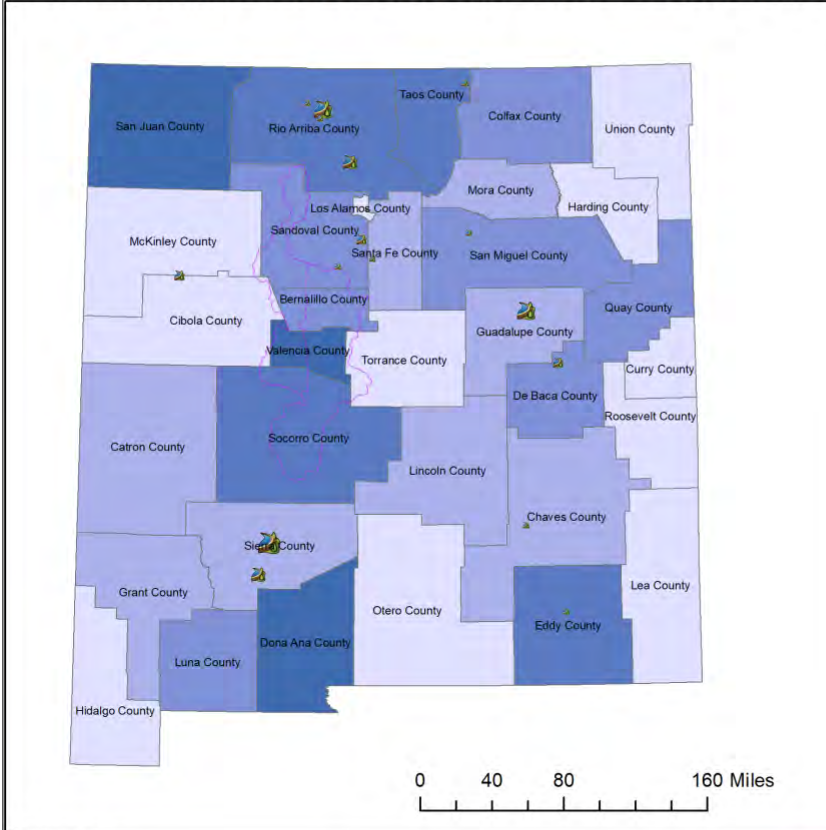 Taos County
Colfax County
San Juan County
Rio Arriba County
Union County
Mora County
Los Alamos County
Harding County
Sandoval County
McKinley County
Santa Fe County
San Miguel County
Bernalillo County
Quay County
Cibola County
Guadalupe County
Valencia County
Torrance County
Curry County
De Baca County
Roosevelt County
Socorro County
Catron County
Lincoln County
Chaves County
Sierra County
Lea County
Grant County
Otero County
Eddy County
Dona Ana County
Luna County
Hidalgo County
0 40 80 160 Miles